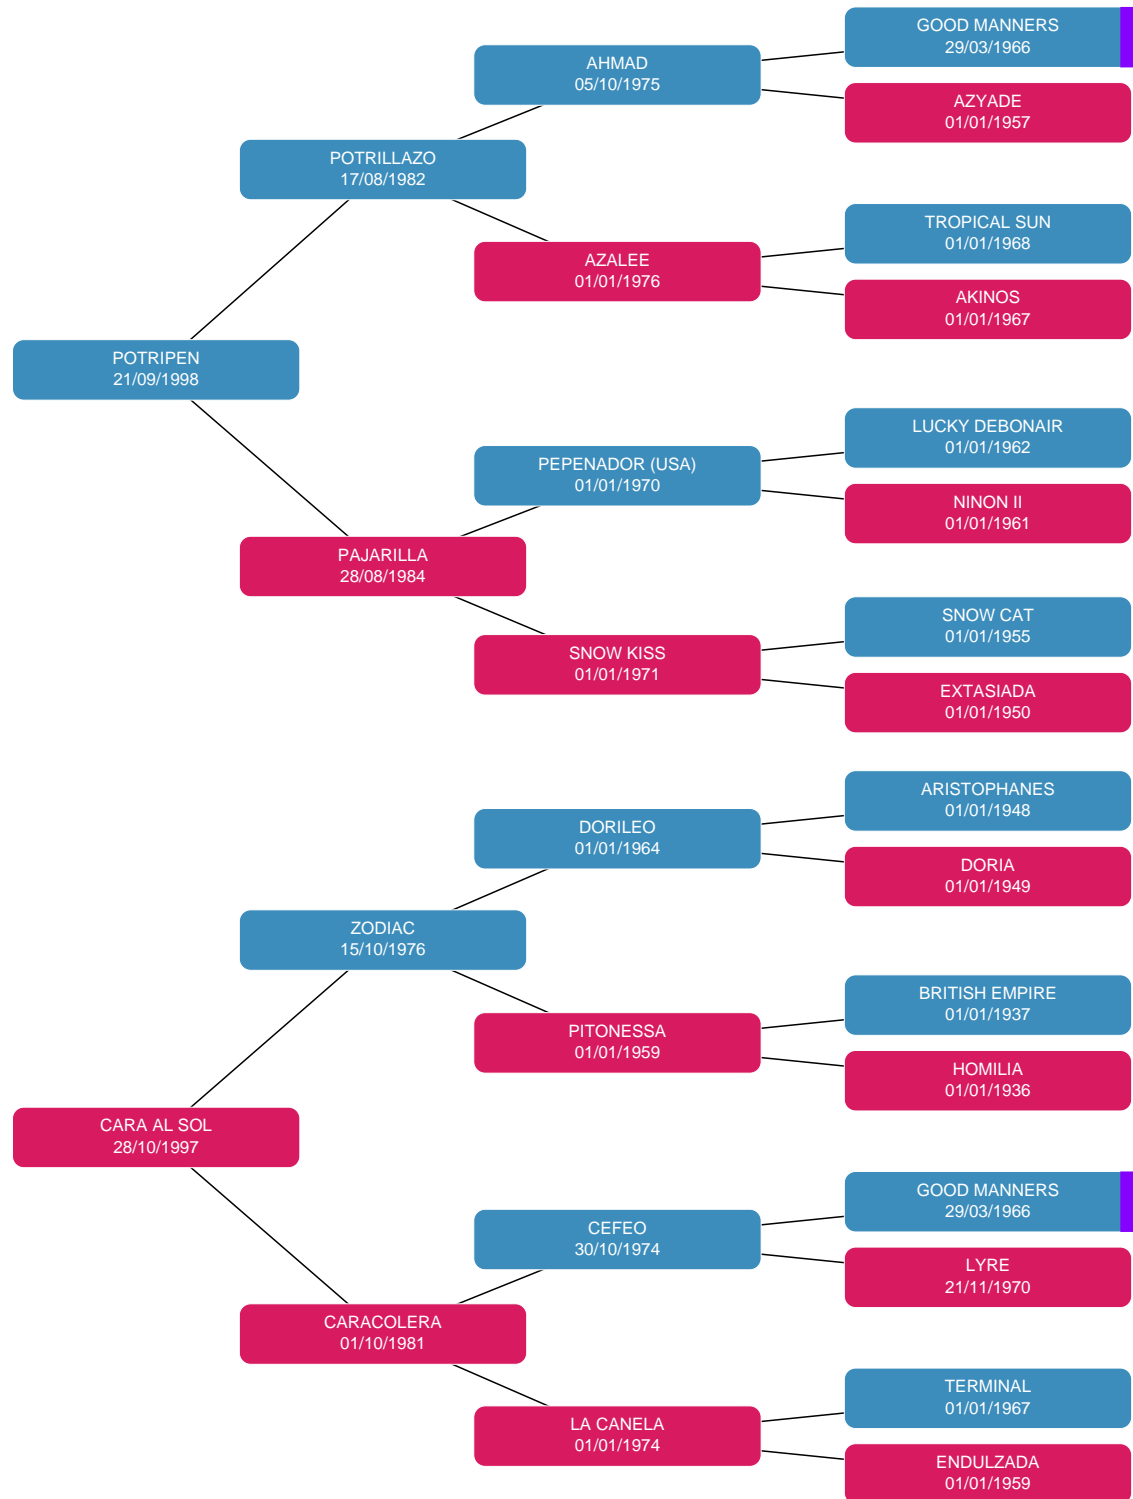 GOOD MANNERS
29/03/1966
AHMAD
05/10/1975
AZYADE
01/01/1957
POTRILLAZO
17/08/1982
TROPICAL SUN
01/01/1968
AZALEE
01/01/1976
AKINOS
01/01/1967
POTRIPEN
21/09/1998
LUCKY DEBONAIR
01/01/1962
PEPENADOR (USA)
01/01/1970
NINON II
01/01/1961
PAJARILLA
28/08/1984
SNOW CAT
01/01/1955
SNOW KISS
01/01/1971
EXTASIADA
01/01/1950
ARISTOPHANES
01/01/1948
DORILEO
01/01/1964
DORIA
01/01/1949
ZODIAC
15/10/1976
BRITISH EMPIRE
01/01/1937
PITONESSA
01/01/1959
HOMILIA
01/01/1936
CARA AL SOL
28/10/1997
GOOD MANNERS
29/03/1966
CEFEO
30/10/1974
LYRE
21/11/1970
CARACOLERA
01/10/1981
TERMINAL
01/01/1967
LA CANELA
01/01/1974
ENDULZADA
01/01/1959